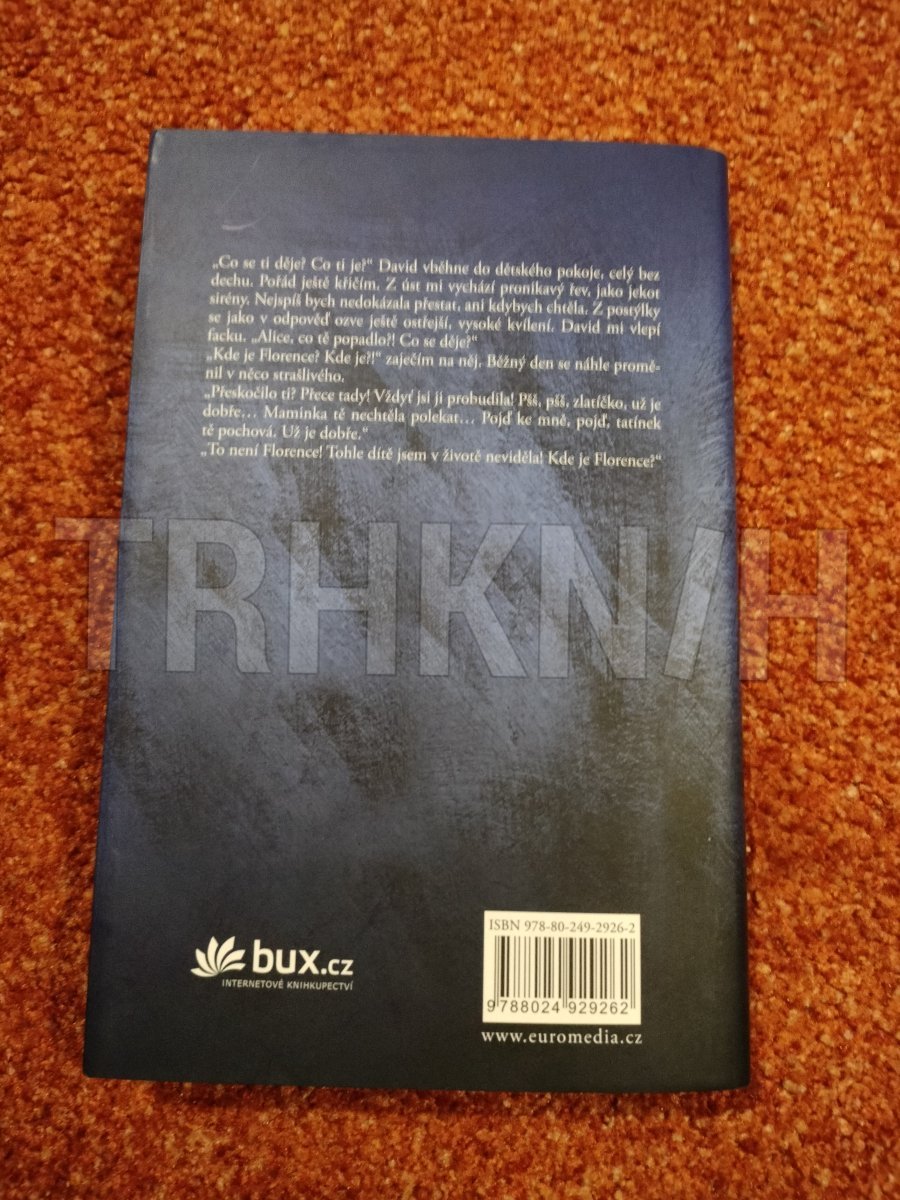 „Co se ti děje? Co ti je?“ David vběhne do dětského pokoje, celý bez
dechu. Pořád ještě křičím. Z úst mi vychází pronikavý řev, jako jekot
sirény. Nejspíš bych nedokázala přestat, ani kdybych chtěla. Z postýlky
se jako v odpověď ozve ještě ostřejší, vysoké kvílení. David mi vlepí
facku. „Alice, co tě popadlo?! Co se děje?“
„Kde je Florence? Kde je?!“ zaječím na něj. Běžný den se náhle promě-
nil v něco strašlivého.
„Přeskočilo ti? Přece tady! Vždyť jsi ji probudila! Pšš, pšš, zlatíčko, už je
dobře… Maminka tě nechtěla polekat… Pojď ke mně, pojď, tatínek
tě pochová. Už je dobře.“
„To není Florence! Tohle dítě jsem v životě neviděla! Kde je Florence?“
TRHKNIH
bux.cz
INTERNETOVÉ KNIHKUPECTVÍ
ISBN 978-80-249-2926-2
9 788024 929262
www.euromedia.cz